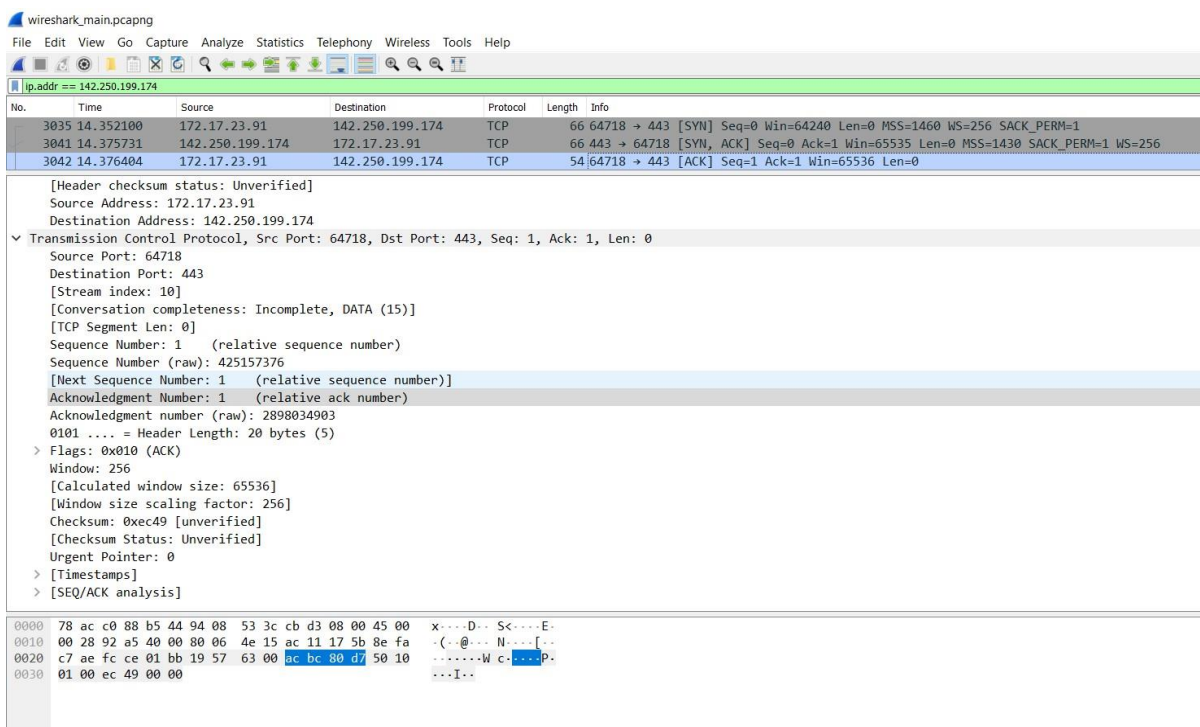 wireshark_main.pcapng
File Edit View Go Capture Analyze Statistics Telephony Wireless Tools Help
ip.addr == 142.250.199.174
No. Time Source Destination Protocol Length Info
3035 14.352100 172.17.23.91 142.250.199.174 TCP 66 64718 → 443 [SYN] Seq=0 Win=64240 Len=0 MSS=1460 WS=256 SACK_PERM=1
3041 14.375731 142.250.199.174 172.17.23.91 TCP 66 443 → 64718 [SYN, ACK] Seq=0 Ack=1 Win=65535 Len=0 MSS=1430 SACK_PERM=1 WS=256
3042 14.376404 172.17.23.91 142.250.199.174 TCP 54 64718 → 443 [ACK] Seq=1 Ack=1 Win=65536 Len=0
[Header checksum status: Unverified]
Source Address: 172.17.23.91
Destination Address: 142.250.199.174
Transmission Control Protocol, Src Port: 64718, Dst Port: 443, Seq: 1, Ack: 1, Len: 0
Source Port: 64718
Destination Port: 443
[Stream index: 10]
[Conversation completeness: Incomplete, DATA (15)]
[TCP Segment Len: 0]
Sequence Number: 1 (relative sequence number)
Sequence Number (raw): 425157376
[Next Sequence Number: 1 (relative sequence number)]
Acknowledgment Number: 1 (relative ack number)
Acknowledgment number (raw): 2898034903
0101 .... = Header Length: 20 bytes (5)
> Flags: 0x010 (ACK)
Window: 256
[Calculated window size: 65536]
[Window size scaling factor: 256]
Checksum: 0xec49 [unverified]
[Checksum Status: Unverified]
Urgent Pointer: 0
> [Timestamps]
> [SEQ/ACK analysis]
0000 78 ac c0 88 b5 44 94 08 53 3c cb d3 08 00 45 00 x····D·· S<····E·
0010 00 28 92 a5 40 00 80 06 4e 15 ac 11 17 5b 8e fa ·(··@··· N····[··
0020 c7 ae fc ce 01 bb 19 57 63 00 ac bc 80 d7 50 10 ·······W c·····P·
0030 01 00 ec 49 00 00 ···I··